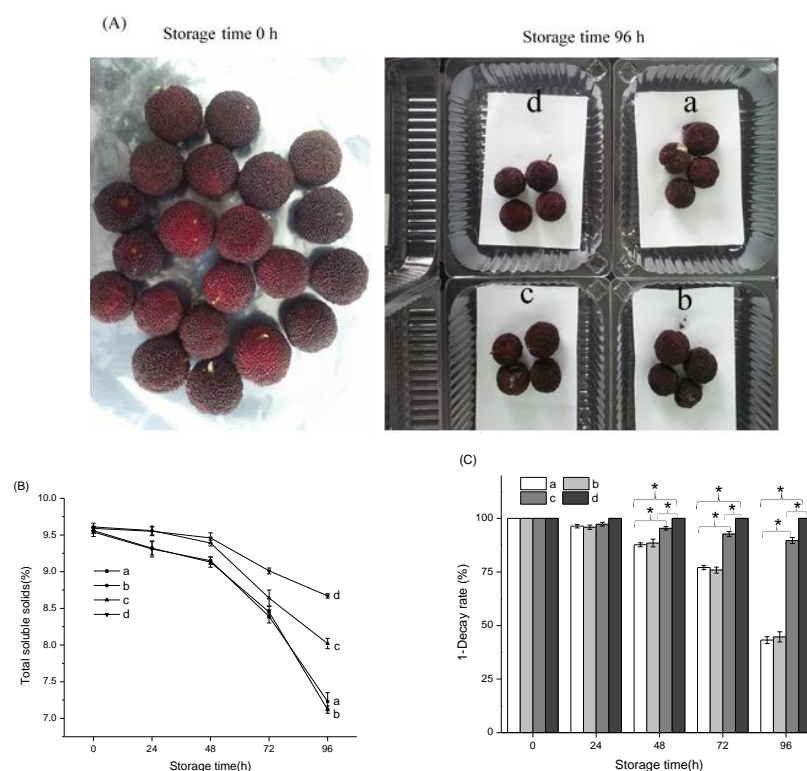 (A)
Storage time 0 h
Storage time 96 h
d
a
c
b
(B)
10.0
9.5
9.0
8.5
8.0
7.5
7.0
Total soluble solids(%)
a
b
c
d
d
c
a
b
0 24 48 72 96
Storage time(h)
(C)
a b
c d
* * *
* * * * * *
100
75
50
25
0
1-Decay rate (%)
0 24 48 72 96
Storage time(h)